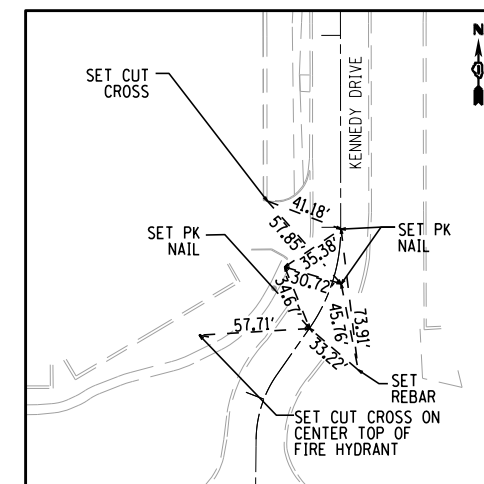 N
SET CUT
CROSS
KENNEDY DRIVE
41.18'
57.85'
SET PK
NAIL
35.38'
SET PK
NAIL
30.72'
34.67'
73.91'
45.76'
57.71'
33.22'
SET
REBAR
SET CUT CROSS ON
CENTER TOP OF
FIRE HYDRANT